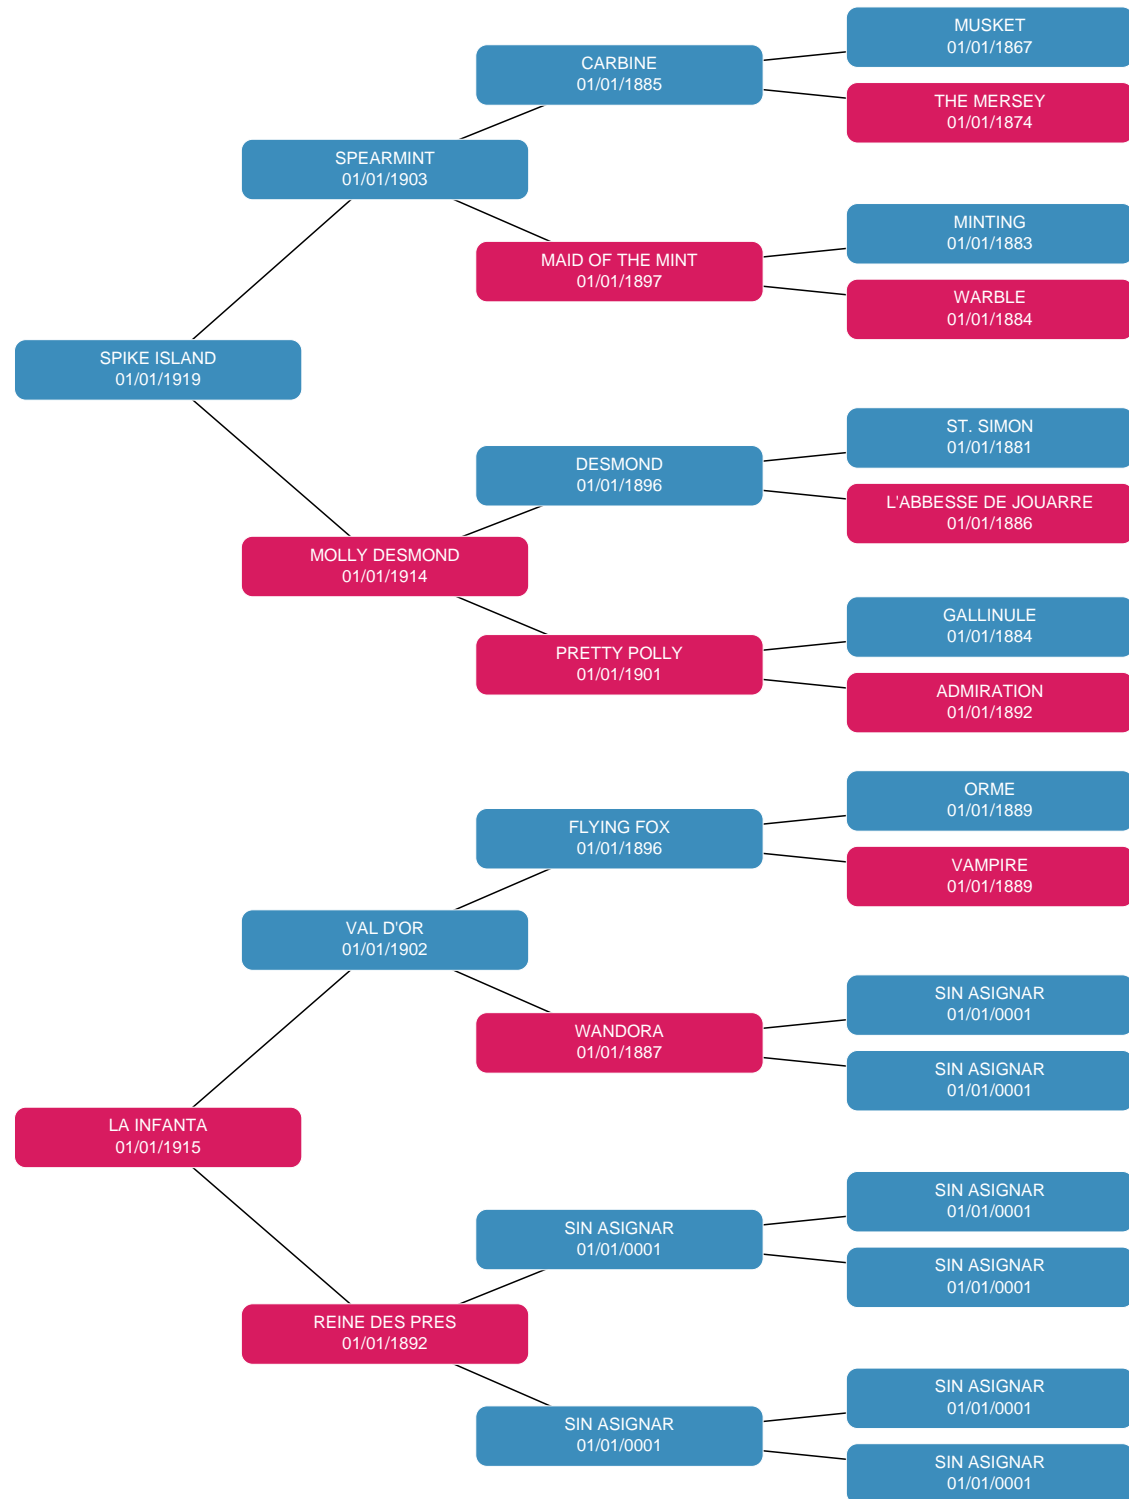 MUSKET
01/01/1867
CARBINE
01/01/1885
THE MERSEY
01/01/1874
SPEARMINT
01/01/1903
MINTING
01/01/1883
MAID OF THE MINT
01/01/1897
WARBLE
01/01/1884
SPIKE ISLAND
01/01/1919
ST. SIMON
01/01/1881
DESMOND
01/01/1896
L'ABBESSE DE JOUARRE
01/01/1886
MOLLY DESMOND
01/01/1914
GALLINULE
01/01/1884
PRETTY POLLY
01/01/1901
ADMIRATION
01/01/1892
ORME
01/01/1889
FLYING FOX
01/01/1896
VAMPIRE
01/01/1889
VAL D'OR
01/01/1902
SIN ASIGNAR
01/01/0001
WANDORA
01/01/1887
SIN ASIGNAR
01/01/0001
LA INFANTA
01/01/1915
SIN ASIGNAR
01/01/0001
SIN ASIGNAR
01/01/0001
SIN ASIGNAR
01/01/0001
REINE DES PRES
01/01/1892
SIN ASIGNAR
01/01/0001
SIN ASIGNAR
01/01/0001
SIN ASIGNAR
01/01/0001